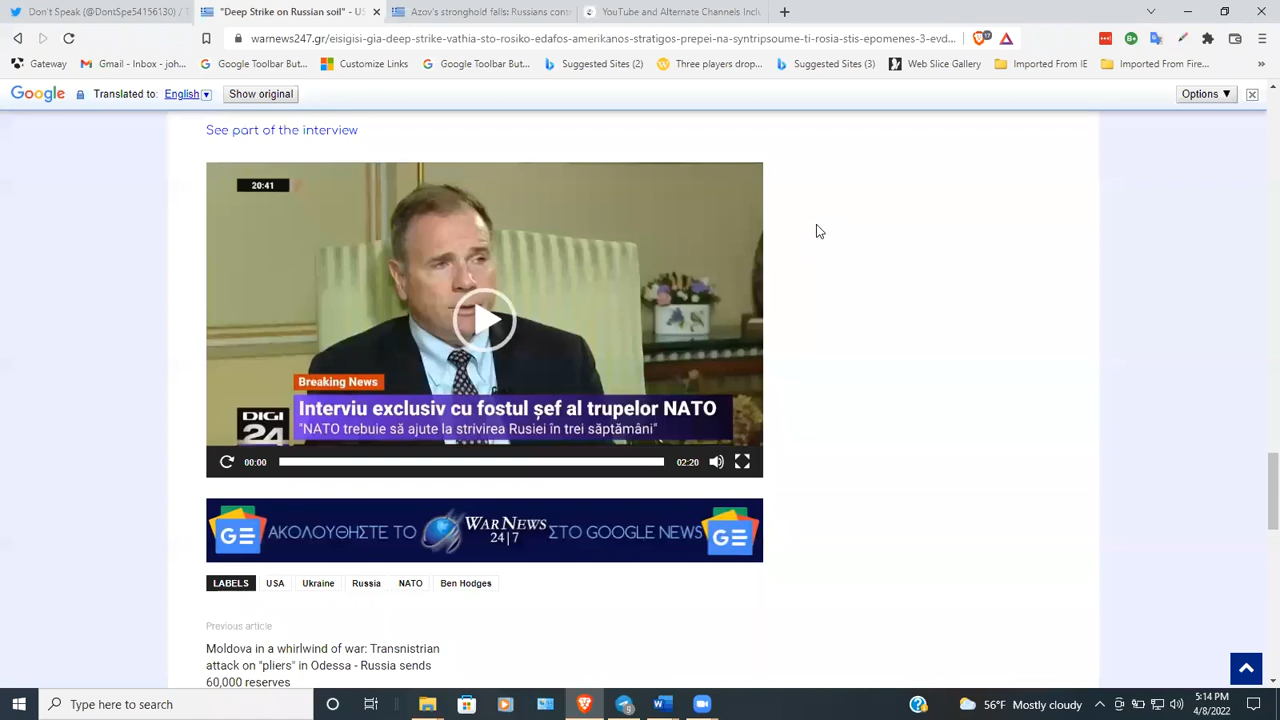 Don't Speak (@DontSpe54156130) / T
"Deep Strike on Russian soil" - US
Azov's stronghold falls: Russians cont
YouTube and Alternate Channels Incl
warnews247.gr/eisigisi-gia-deep-strike-vathia-sto-rosiko-edafos-amerikanos-stratigos-prepei-na-syntripsoume-ti-rosia-stis-epomenes-3-evd...
Gateway
Gmail - Inbox - joh...
Google Toolbar But...
Customize Links
Google Toolbar But...
Suggested Sites (2)
Three players drop...
Suggested Sites (3)
Web Slice Gallery
Imported From IE
Imported From Fire...
Google
Translated to:
English
Show original
Options ▼
See part of the interview
20:41
Breaking News
DIGI
24
Interviu exclusiv cu fostul șef al trupelor NATO
"NATO trebuie să ajute la strivirea Rusiei în trei săptămâni"
00:00
02:20
ΑΚΟΛΟΥΘΗΣΤΕ ΤΟ
WARNEWS
24|7
ΣΤΟ GOOGLE NEWS
LABELS
USA
Ukraine
Russia
NATO
Ben Hodges
Previous article
Moldova in a whirlwind of war: Transnistrian
attack on "pliers" in Odessa - Russia sends
60,000 reserves
Type here to search
56°F Mostly cloudy
5:14 PM
4/8/2022